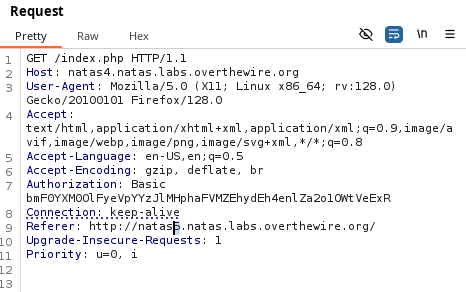 Request
Pretty Raw Hex
\n
1 GET /index.php HTTP/1.1
2 Host: natas4.natas.labs.overthewire.org
3 User-Agent: Mozilla/5.0 (X11; Linux x86_64; rv:128.0)
Gecko/20100101 Firefox/128.0
4 Accept:
text/html,application/xhtml+xml,application/xml;q=0.9,image/a
vif,image/webp,image/png,image/svg+xml,*/*;q=0.8
5 Accept-Language: en-US,en;q=0.5
6 Accept-Encoding: gzip, deflate, br
7 Authorization: Basic
bmF0YXM0OlFyeVpYYzJlMHphaFVMZEhydEh4enlZa2o1OWtVeExR
8 Connection: keep-alive
9 Referer: http://natas5.natas.labs.overthewire.org/
10 Upgrade-Insecure-Requests: 1
11 Priority: u=0, i
12
13